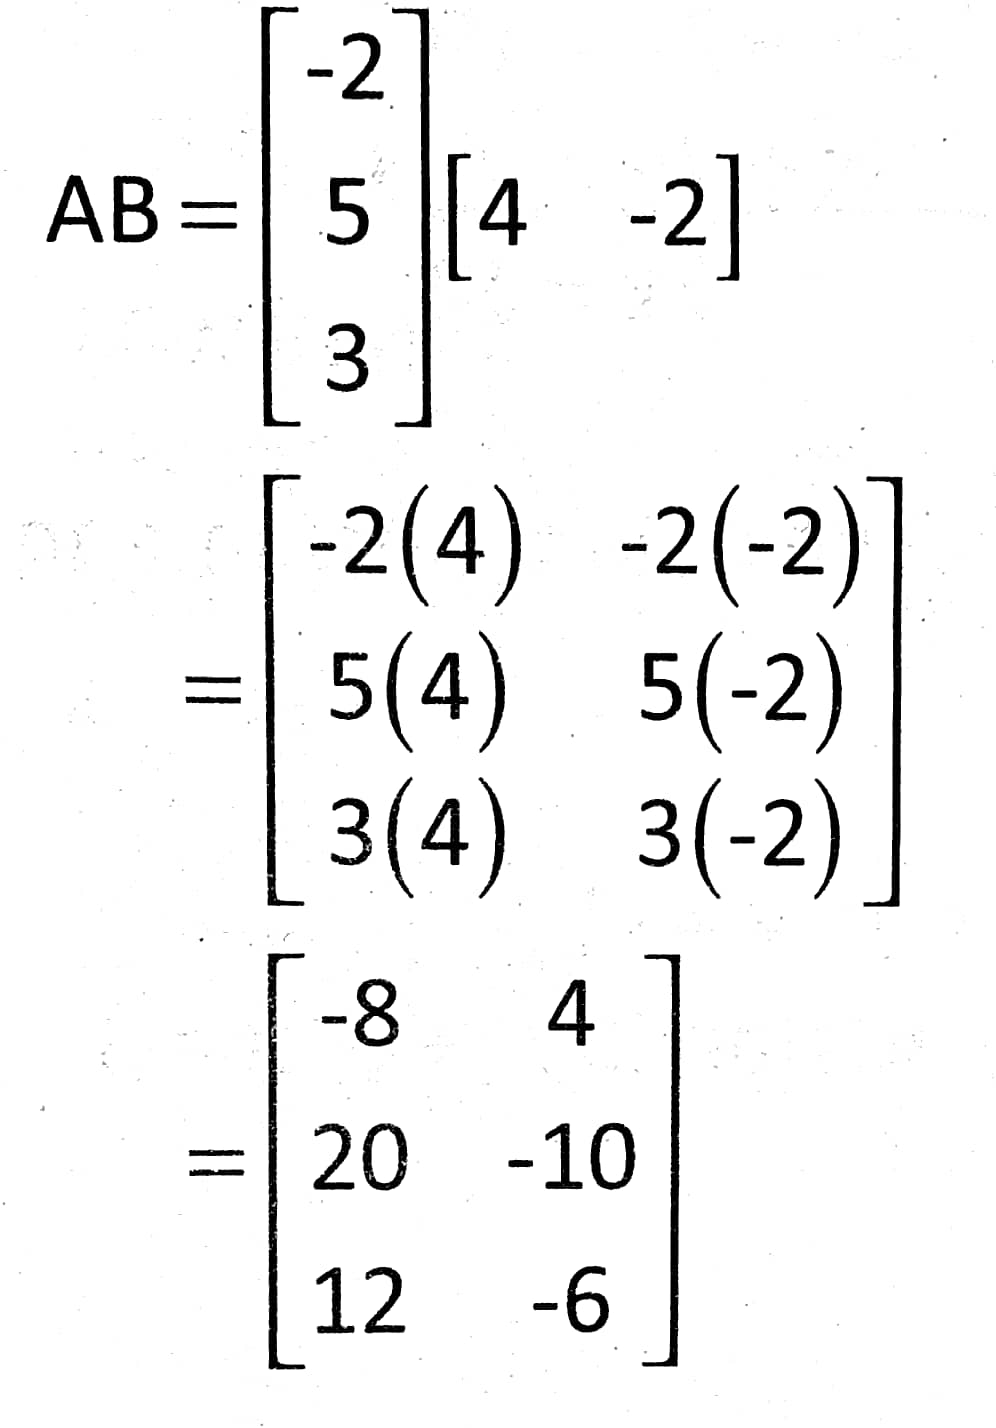 -2
AB = 5 [4 -2]
3
-2(4) -2(-2)
= 5(4) 5(-2)
3(4) 3(-2)
-8 4
= 20 -10
12 -6